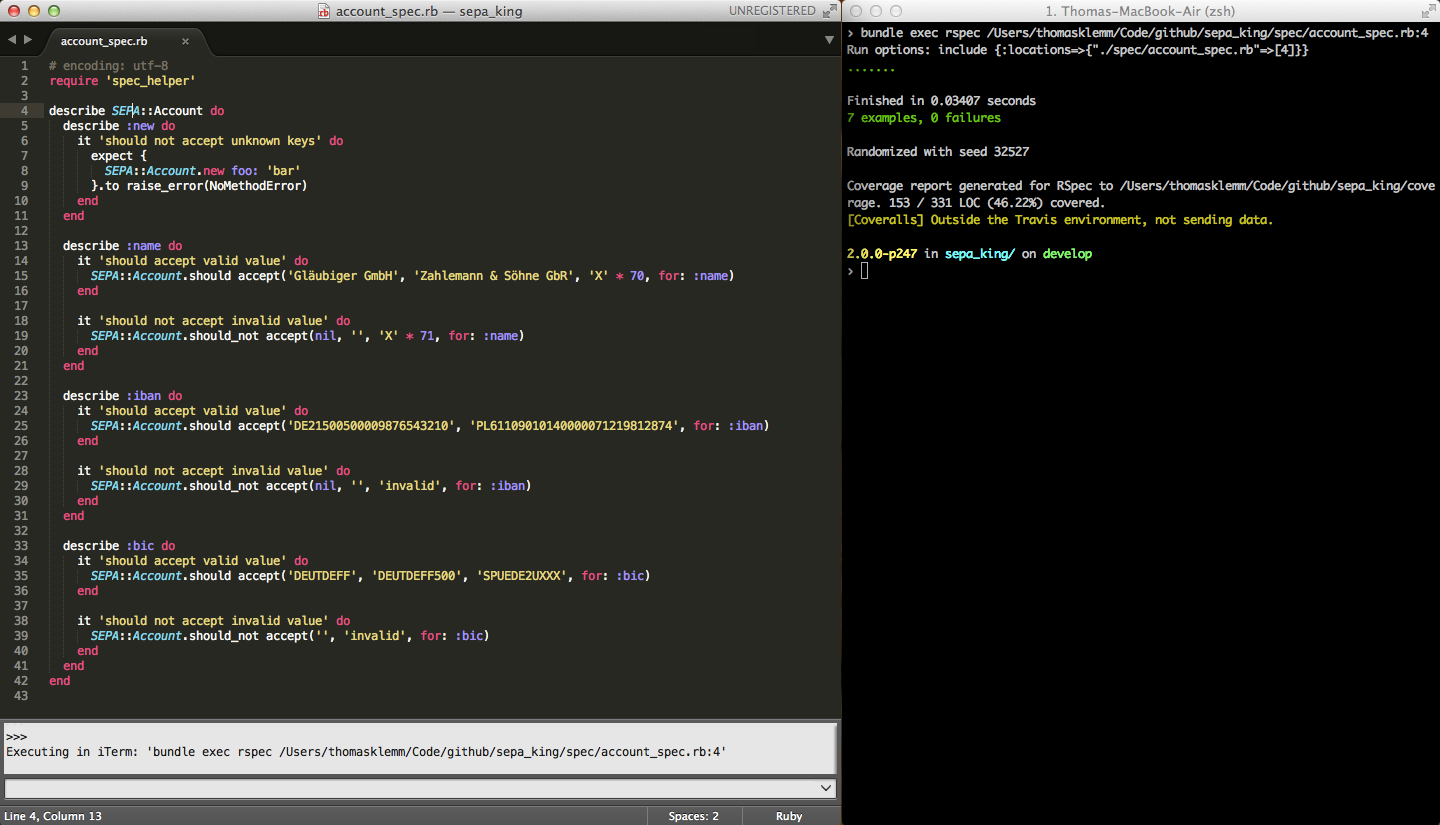 account_spec.rb — sepa_king
UNREGISTERED
account_spec.rb ×
1 # encoding: utf-8
2 require 'spec_helper'
3
4 describe SEPA::Account do
5   describe :new do
6     it 'should not accept unknown keys' do
7       expect {
8         SEPA::Account.new foo: 'bar'
9       }.to raise_error(NoMethodError)
10     end
11   end
12
13   describe :name do
14     it 'should accept valid value' do
15       SEPA::Account.should accept('Gläubiger GmbH', 'Zahlemann & Söhne GbR', 'X' * 70, for: :name)
16     end
17
18     it 'should not accept invalid value' do
19       SEPA::Account.should_not accept(nil, '', 'X' * 71, for: :name)
20     end
21   end
22
23   describe :iban do
24     it 'should accept valid value' do
25       SEPA::Account.should accept('DE21500500009876543210', 'PL61109010140000071219812874', for: :iban)
26     end
27
28     it 'should not accept invalid value' do
29       SEPA::Account.should_not accept(nil, '', 'invalid', for: :iban)
30     end
31   end
32
33   describe :bic do
34     it 'should accept valid value' do
35       SEPA::Account.should accept('DEUTDEFF', 'DEUTDEFF500', 'SPUEDE2UXXX', for: :bic)
36     end
37
38     it 'should not accept invalid value' do
39       SEPA::Account.should_not accept('', 'invalid', for: :bic)
40     end
41   end
42 end
43
>>>
Executing in iTerm: 'bundle exec rspec /Users/thomasklemm/Code/github/sepa_king/spec/account_spec.rb:4'
Line 4, Column 13
Spaces: 2
Ruby
1. Thomas-MacBook-Air (zsh)
› bundle exec rspec /Users/thomasklemm/Code/github/sepa_king/spec/account_spec.rb:4
Run options: include {:locations=>{"./spec/account_spec.rb"=>[4]}}
.......
Finished in 0.03407 seconds
7 examples, 0 failures
Randomized with seed 32527
Coverage report generated for RSpec to /Users/thomasklemm/Code/github/sepa_king/cove
rage. 153 / 331 LOC (46.22%) covered.
[Coveralls] Outside the Travis environment, not sending data.
2.0.0-p247 in sepa_king/ on develop
›